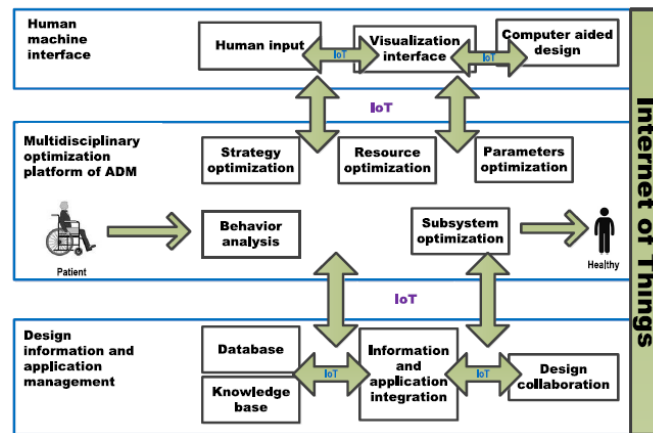 Human
machine
interface
Human input
IoT
Visualization
interface
IoT
Computer aided
design
IoT
Multidisciplinary
optimization
platform of ADM
Strategy
optimization
Resource
optimization
Parameters
optimization
Patient
Behavior
analysis
Subsystem
optimization
Healthy
IoT
Design
information and
application
management
Database
Knowledge
base
IoT
Information
and
application
integration
IoT
Design
collaboration
Internet of Things